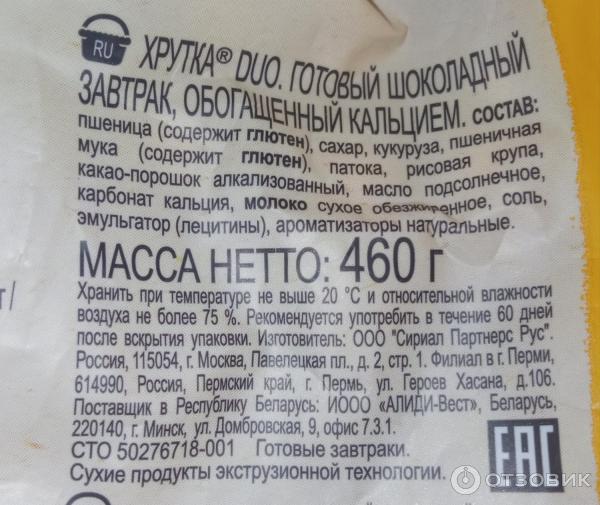 RU
ХРУТКА® DUO. ГОТОВЫЙ ШОКОЛАДНЫЙ
ЗАВТРАК, ОБОГАЩЕННЫЙ КАЛЬЦИЕМ. СОСТАВ:
пшеница (содержит глютен), сахар, кукуруза, пшеничная
мука (содержит глютен), патока, рисовая крупа,
какао-порошок алкализованный, масло подсолнечное,
карбонат кальция, молоко сухое обезжиренное, соль,
эмульгатор (лецитины), ароматизаторы натуральные.
МАССА НЕТТО: 460 г
Хранить при температуре не выше 20 °С и относительной влажности
воздуха не более 75 %. Рекомендуется употребить в течение 60 дней
после вскрытия упаковки. Изготовитель: ООО "Сириал Партнерс Рус".
Россия, 115054, г. Москва, Павелецкая пл., д. 2, стр. 1. Филиал в г. Перми,
614990, Россия, Пермский край, г. Пермь, ул. Героев Хасана, д.106.
Поставщик в Республику Беларусь: ИООО «АЛИДИ-Вест», Беларусь,
220140, г. Минск, ул. Домбровская, 9, офис 7.3.1.
СТО 50276718-001 Готовые завтраки.
Сухие продукты экструзионной технологии.
EAC
ОТЗОВИК